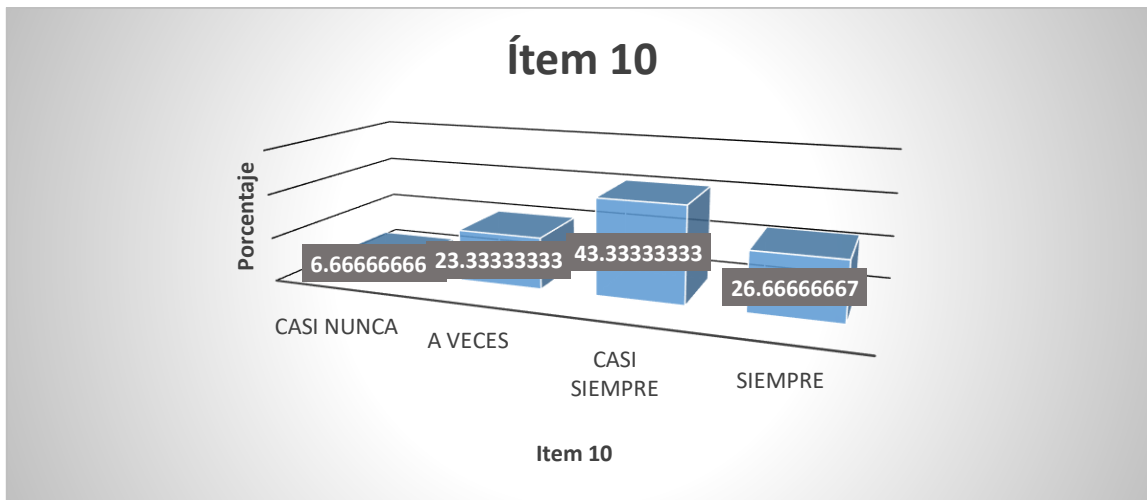 Ítem 10
Porcentaje
6.66666666
23.33333333
43.33333333
26.66666667
CASI NUNCA
A VECES
CASI
SIEMPRE
SIEMPRE
Item 10